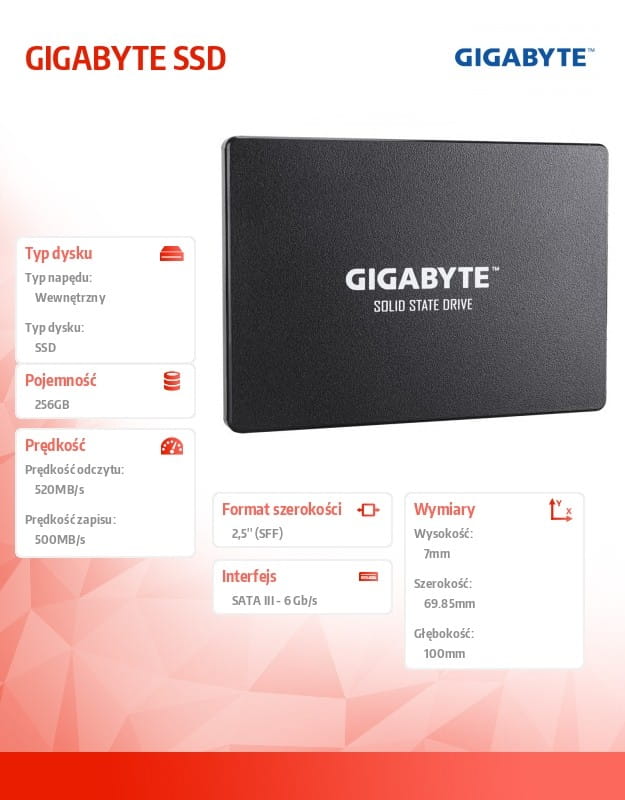 GIGABYTE SSD
GIGABYTE™
GIGABYTE™
SOLID STATE DRIVE
Typ dysku
Typ napędu:
Wewnętrzny
Typ dysku:
SSD
Pojemność
256GB
Prędkość
Prędkość odczytu:
520MB/s
Prędkość zapisu:
500MB/s
Format szerokości
2,5'' (SFF)
Interfejs
SATA III - 6 Gb/s
Wymiary
Y
X
Wysokość:
7mm
Szerokość:
69.85mm
Głębokość:
100mm